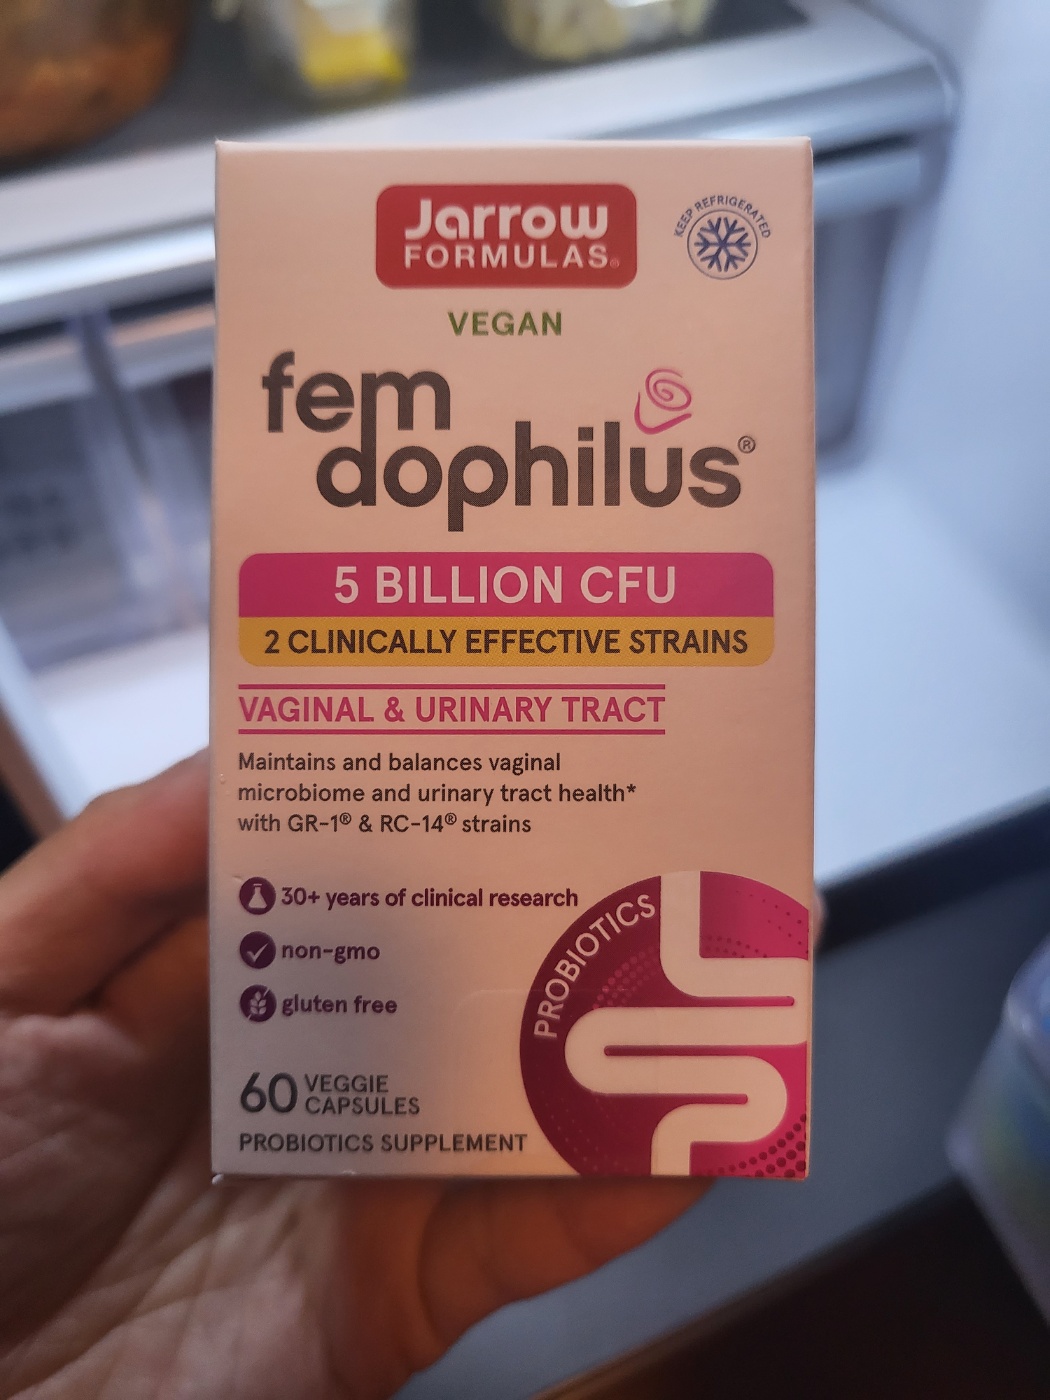 Jarrow
FORMULAS®
KEEP REFRIGERATED
VEGAN
fem
dophilus®
5 BILLION CFU
2 CLINICALLY EFFECTIVE STRAINS
VAGINAL & URINARY TRACT
Maintains and balances vaginal
microbiome and urinary tract health*
with GR-1® & RC-14® strains
30+ years of clinical research
non-gmo
gluten free
PROBIOTICS
60 VEGGIE
CAPSULES
PROBIOTICS SUPPLEMENT